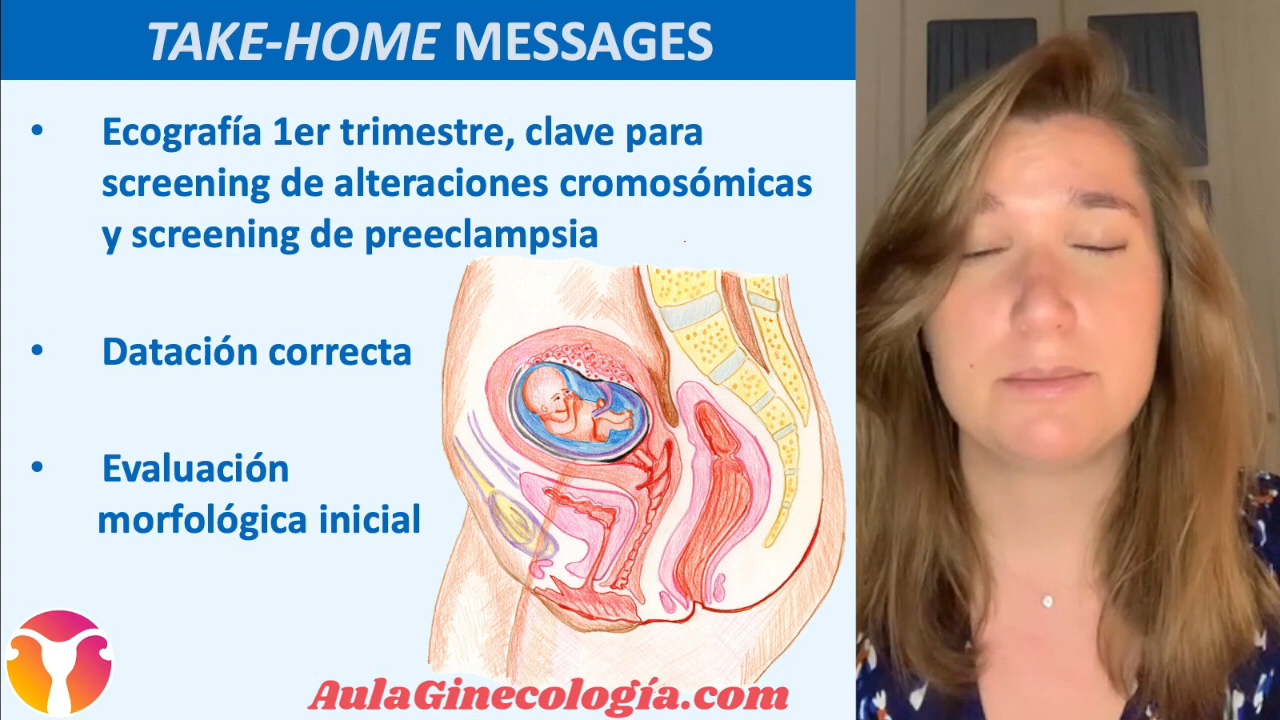 TAKE-HOME MESSAGES
• Ecografía 1er trimestre, clave para
screening de alteraciones cromosómicas
y screening de preeclampsia
• Datación correcta
• Evaluación
morfológica inicial
AulaGinecología.com